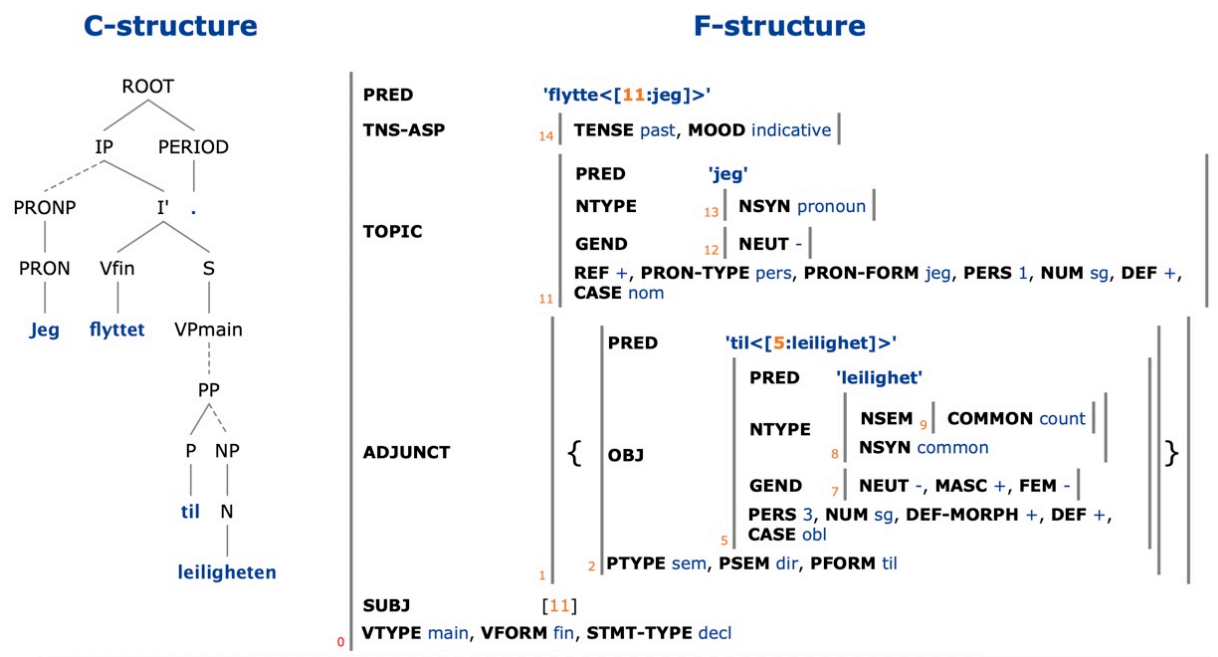 C-structure
F-structure
ROOT
IP PERIOD
PRONP I' .
PRON Vfin S
Jeg flyttet VPmain
PP
P NP
til N
leiligheten
PRED 'flytte<[11:jeg]>'
TNS-ASP 14 TENSE past, MOOD indicative
TOPIC
PRED 'jeg'
NTYPE 13 NSYN pronoun
GEND 12 NEUT -
REF +, PRON-TYPE pers, PRON-FORM jeg, PERS 1, NUM sg, DEF +,
11 CASE nom
ADJUNCT
{
PRED 'til<[5:leilighet]>'
OBJ
PRED 'leilighet'
NTYPE
NSEM 9 COMMON count
8 NSYN common
GEND 7 NEUT -, MASC +, FEM -
PERS 3, NUM sg, DEF-MORPH +, DEF +,
5 CASE obl
}
1 2 PTYPE sem, PSEM dir, PFORM til
SUBJ [11]
0 VTYPE main, VFORM fin, STMT-TYPE decl